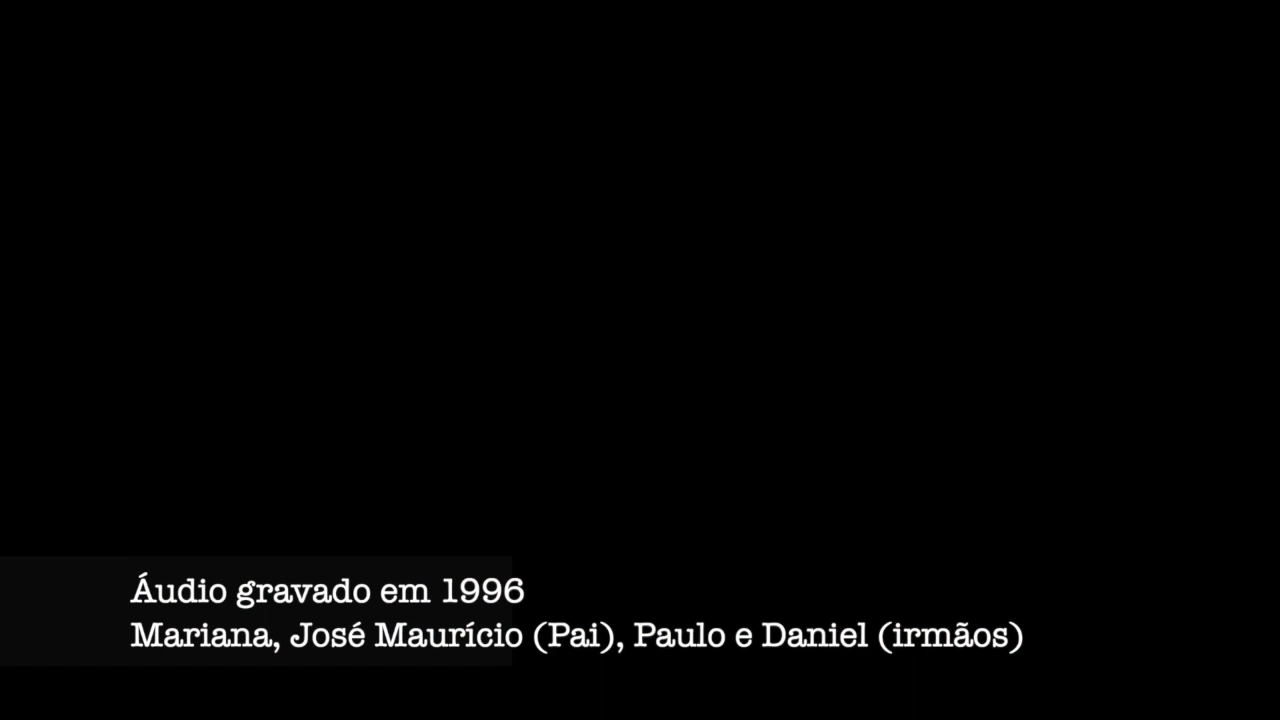 Áudio gravado em 1996
Mariana, José Maurício (Pai), Paulo e Daniel (irmãos)